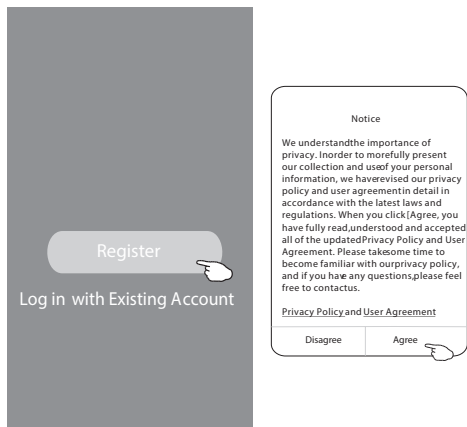 Register
Log in with Existing Account
Notice
We understandthe importance of
privacy. Inorder to morefully present
our collection and useof your personal
information, we haverevised our privacy
policy and user agreementin detail in
accordance with the latest laws and
regulations. When you click[Agree, you
have fully read,understood and accepted
all of the updatedPrivacy Policy and User
Agreement. Please takesome time to
become familiar with ourprivacy policy,
and if you have any questions,please feel
free to contactus.
Privacy Policy and User Agreement
Disagree
Agree